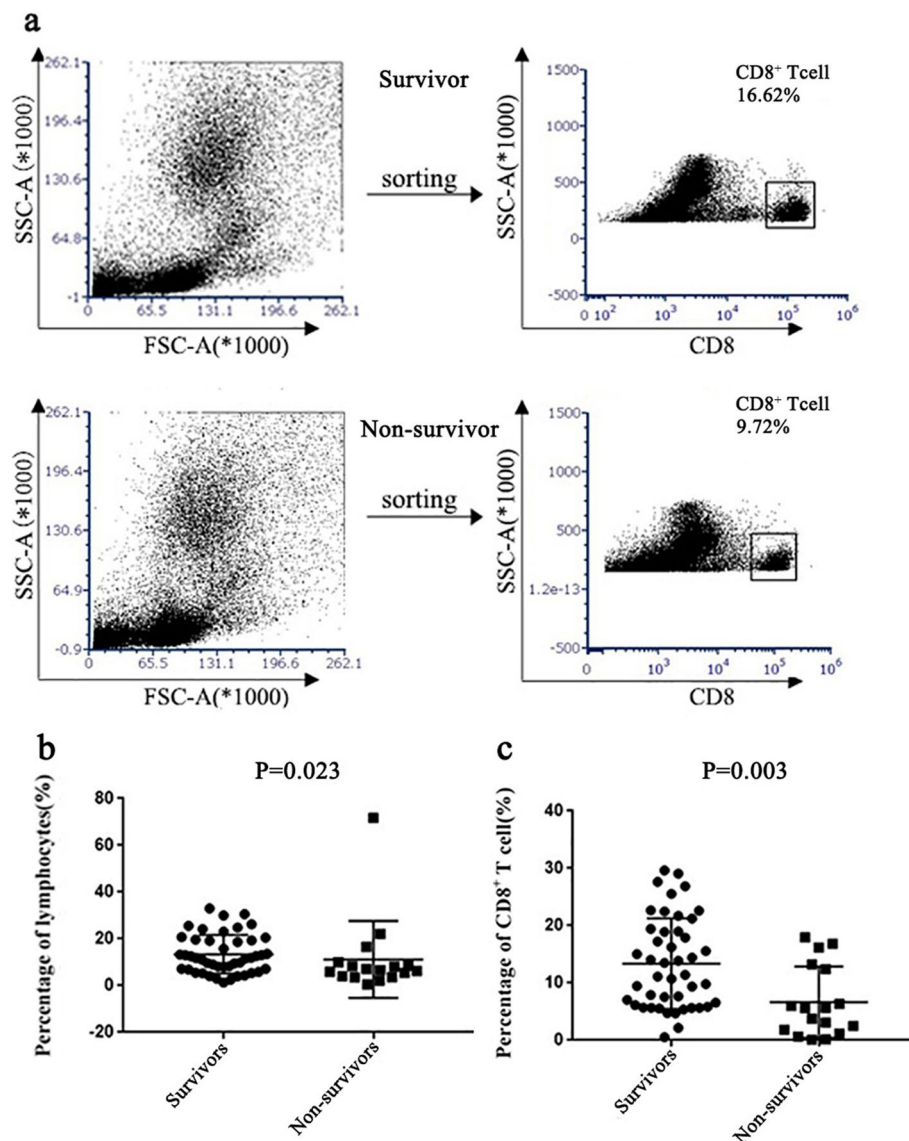 a
262.1
196.4
130.6
64.8
-1
0
65.5
131.1
196.6
262.1
SSC-A(*1000)
FSC-A(*1000)
Survivor
sorting
CD8+ Tcell
16.62%
1500
1000
500
0
-500
0 10²
10³
10⁴
10⁵
10⁶
SSC-A(*1000)
CD8
262.1
196.4
130.6
64.9
-0.9
0
65.5
131.1
196.6
262.1
SSC-A(*1000)
FSC-A(*1000)
Non-survivor
sorting
CD8+ Tcell
9.72%
1500
1000
500
1.2e-13
-500
0
10³
10⁴
10⁵
10⁶
SSC-A(*1000)
CD8
b
P=0.023
Percentage of lymphocytes(%)
80
60
40
20
0
-20
Survivors
Non-survivors
c
P=0.003
Percentage of CD8+ T cell(%)
40
30
20
10
0
Survivors
Non-survivors